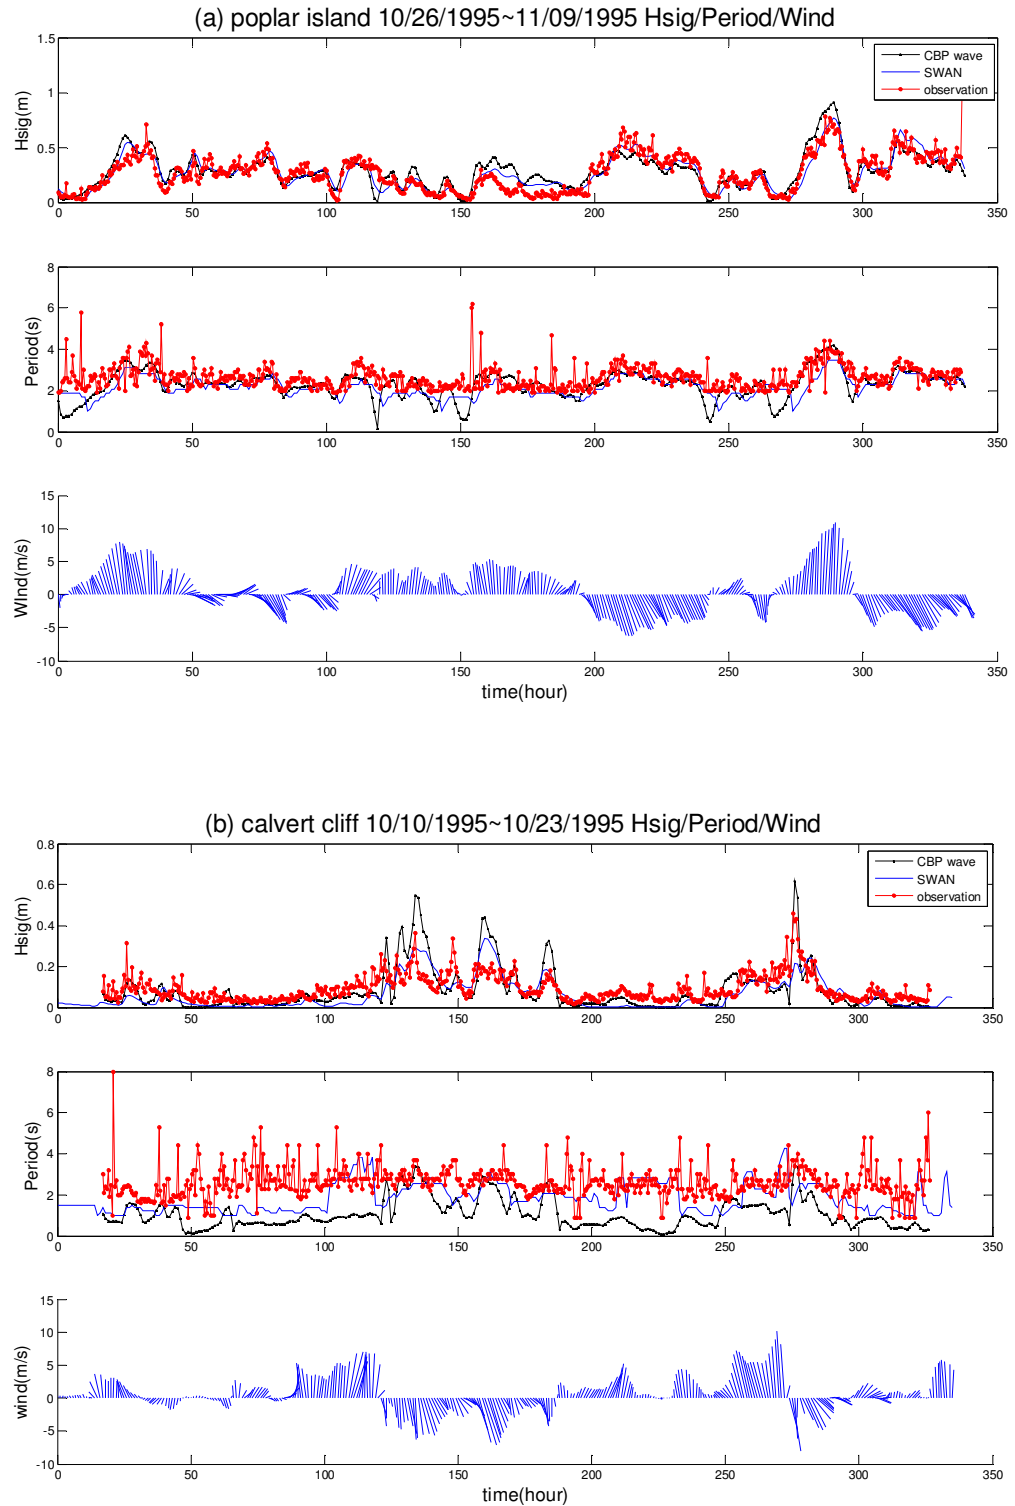 (a) poplar island 10/26/1995~11/09/1995 Hsig/Period/Wind
1.5
1
0.5
0
Hsig(m)
CBP wave
SWAN
observation
0 50 100 150 200 250 300 350
8
6
4
2
0
Period(s)
0 50 100 150 200 250 300 350
15
10
5
0
-5
-10
WInd(m/s)
0 50 100 150 200 250 300 350
time(hour)
(b) calvert cliff 10/10/1995~10/23/1995 Hsig/Period/Wind
0.8
0.6
0.4
0.2
0
Hsig(m)
CBP wave
SWAN
observation
0 50 100 150 200 250 300 350
8
6
4
2
0
Period(s)
0 50 100 150 200 250 300 350
15
10
5
0
-5
-10
wind(m/s)
0 50 100 150 200 250 300 350
time(hour)